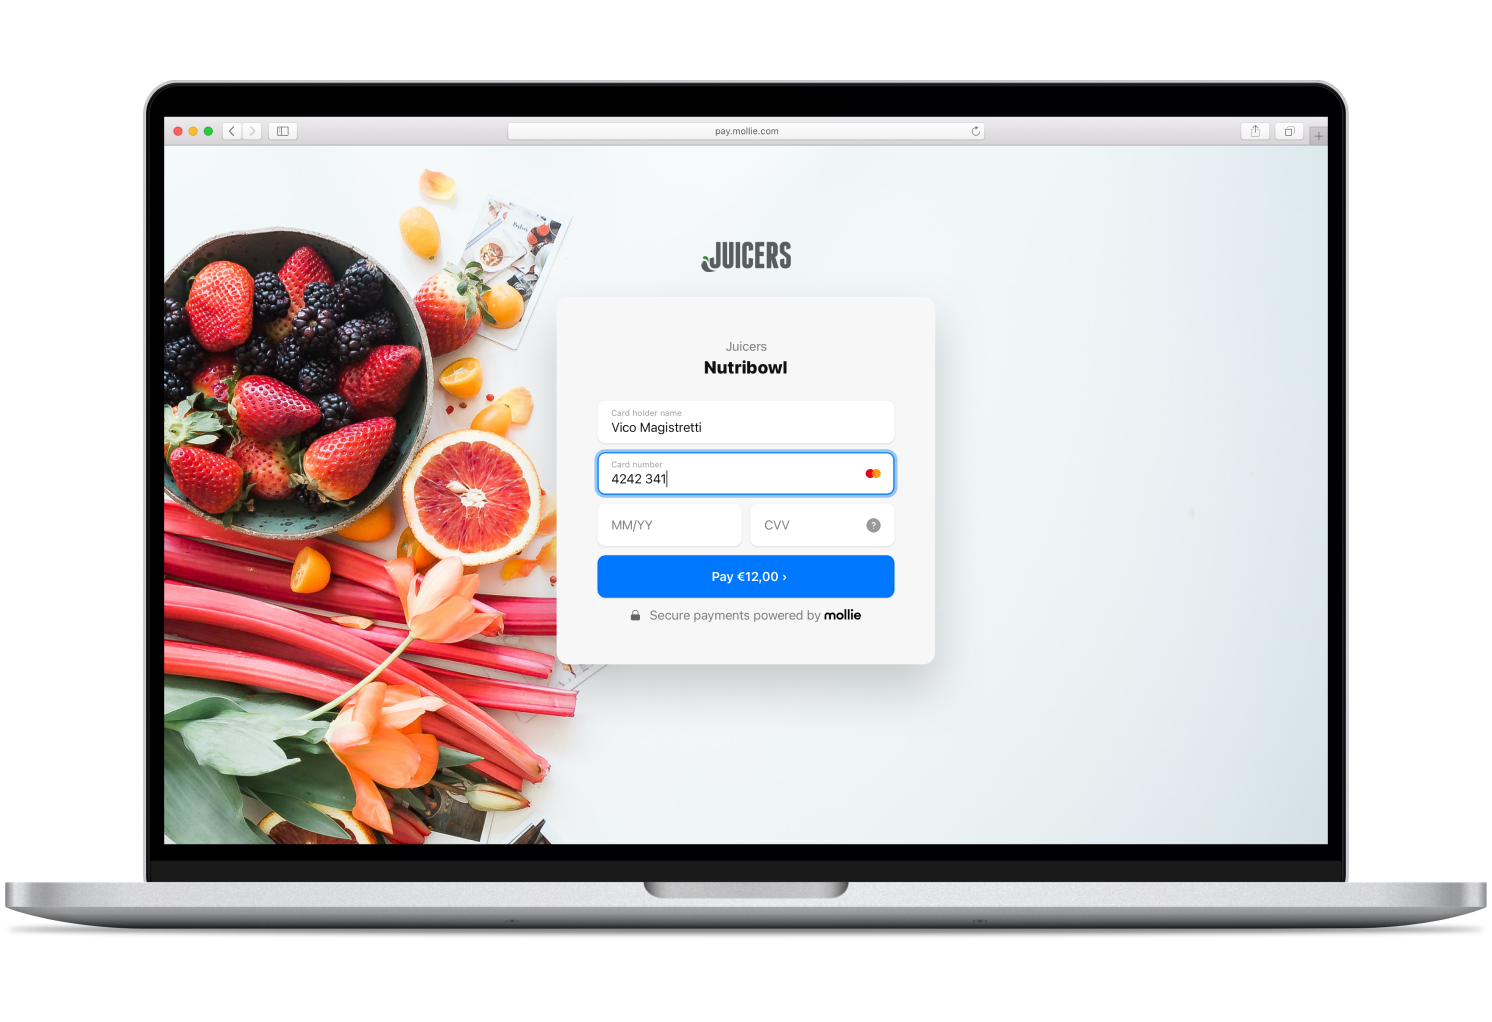 pay.mollie.com
JUICERS
Juicers
Nutribowl
Card holder name
Vico Magistretti
Card number
4242 341
MM/YY
CVV
?
Pay €12,00 ›
Secure payments powered by mollie